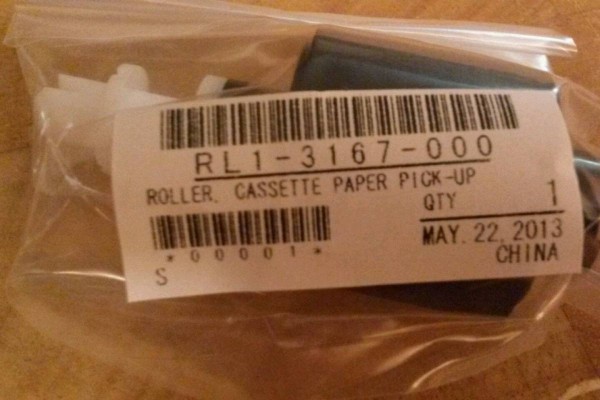 RL1-3167-000
ROLLER, CASSETTE PAPER PICK-UP
QTY 1
*00001*
MAY. 22. 2013
S
CHINA